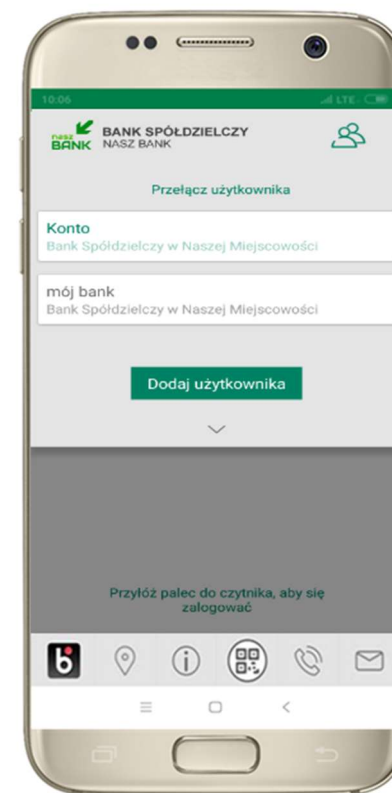 10:06
LTE
nasz
BANK
BANK SPÓŁDZIELCZY
NASZ BANK
Przełącz użytkownika
Konto
Bank Spółdzielczy w Naszej Miejscowości
mój bank
Bank Spółdzielczy w Naszej Miejscowości
Dodaj użytkownika
Przyłóż palec do czytnika, aby się
zalogować